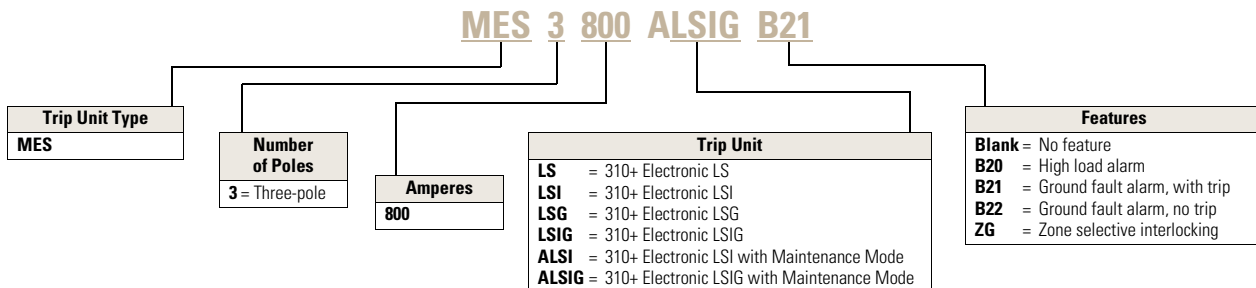 MES 3 800 ALSIG B21
Trip Unit Type
MES
Number
of Poles
3 = Three-pole
Amperes
800
Trip Unit
LS = 310+ Electronic LS
LSI = 310+ Electronic LSI
LSG = 310+ Electronic LSG
LSIG = 310+ Electronic LSIG
ALSI = 310+ Electronic LSI with Maintenance Mode
ALSIG = 310+ Electronic LSIG with Maintenance Mode
Features
Blank = No feature
B20 = High load alarm
B21 = Ground fault alarm, with trip
B22 = Ground fault alarm, no trip
ZG = Zone selective interlocking